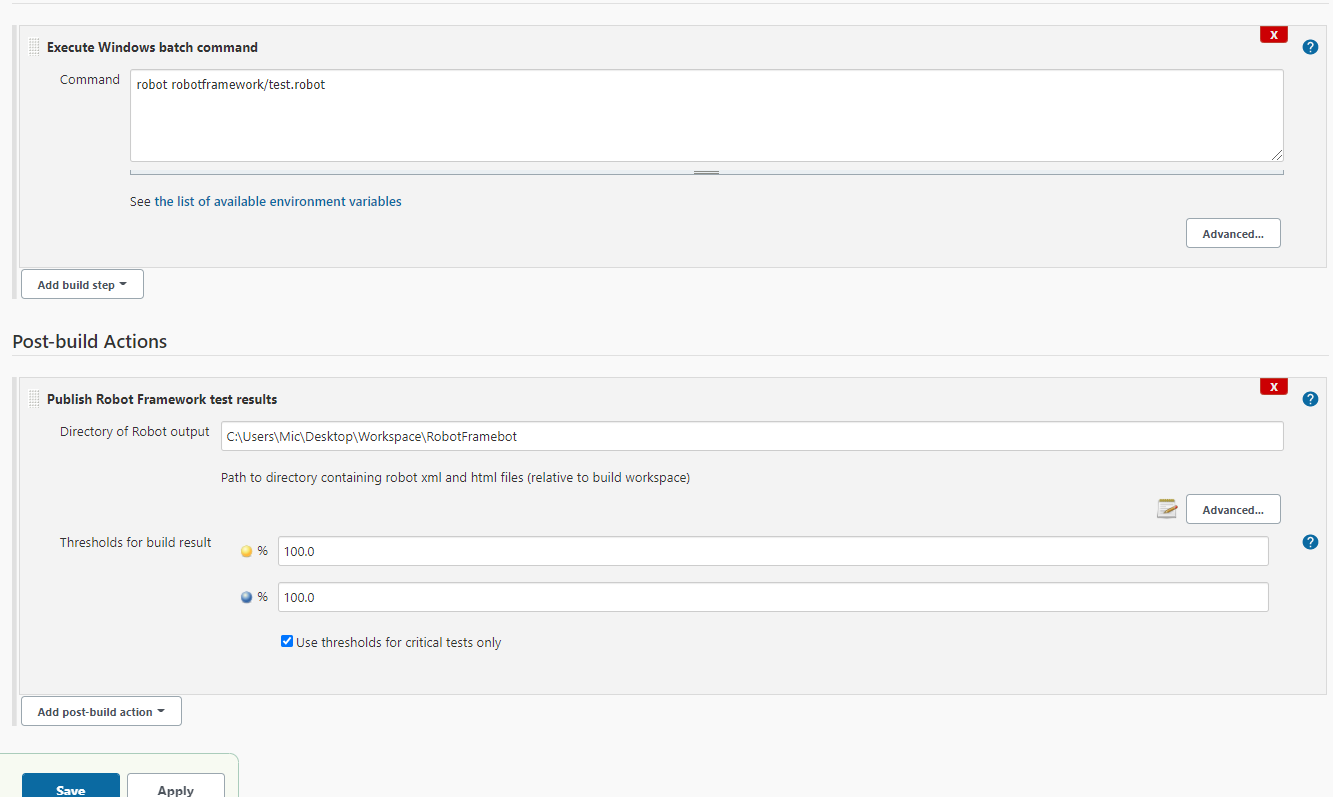 Execute Windows batch command
X
?
Command
robot robotframework/test.robot
See the list of available environment variables
Advanced...
Add build step
Post-build Actions
Publish Robot Framework test results
X
?
Directory of Robot output
C:\Users\Mic\Desktop\Workspace\RobotFramebot
Path to directory containing robot xml and html files (relative to build workspace)
Advanced...
Thresholds for build result
% 100.0
?
% 100.0
Use thresholds for critical tests only
Add post-build action
Save Apply